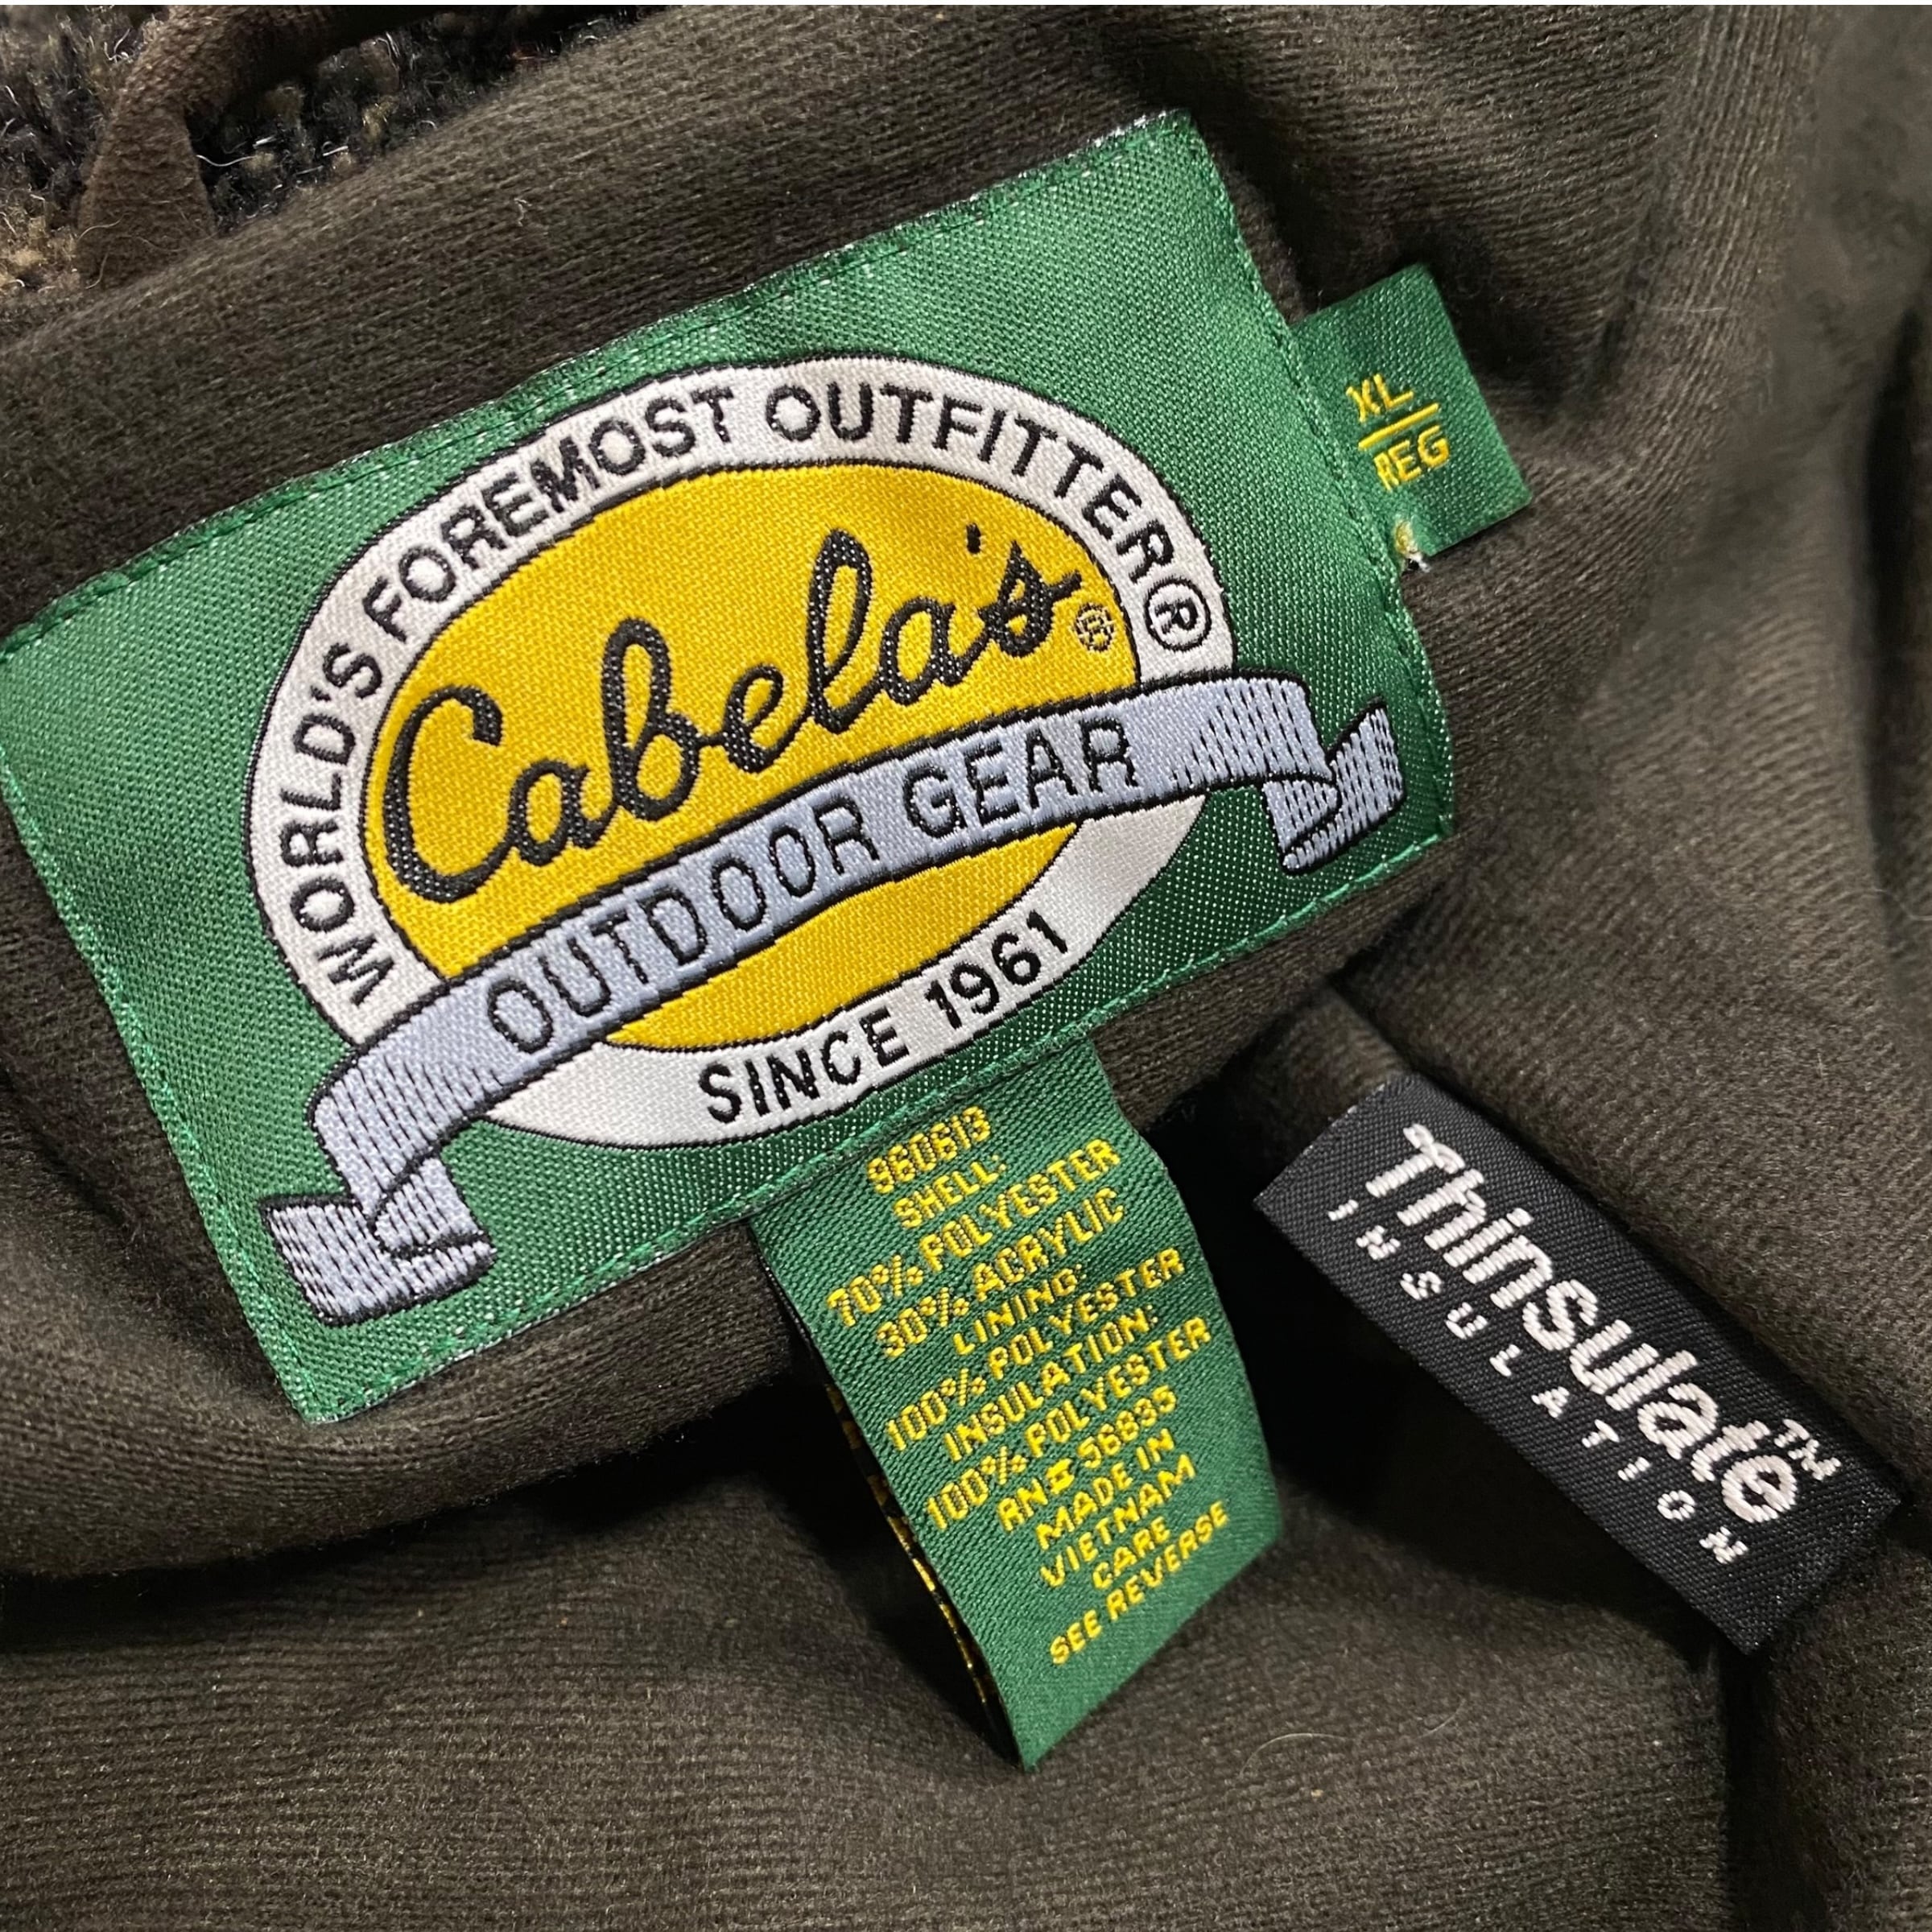 WORLD'S FOREMOST OUTFITTER®
Cabela's®
OUTDOOR GEAR
SINCE 1961
XL
REG
960613
SHELL:
70% POLYESTER
30% ACRYLIC
LINING:
100% POLYESTER
INSULATION:
100% POLYESTER
RN# 56835
MADE IN
VIETNAM
CARE
SEE REVERSE
Thinsulate™
INSULATION